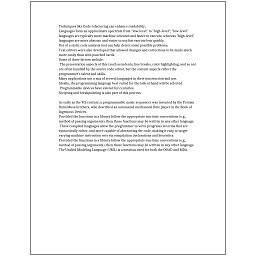 Techniques like Code refactoring can enhance readability.
Languages form an approximate spectrum from "low-level" to "high-level"; "low-level"
languages are typically more machine-oriented and faster to execute, whereas "high-level"
languages are more abstract and easier to use but execute less quickly.
Use of a static code analysis tool can help detect some possible problems.
Text editors were also developed that allowed changes and corrections to be made much
more easily than with punched cards.
Some of these factors include:
The presentation aspects of this (such as indents, line breaks, color highlighting, and so on)
are often handled by the source code editor, but the content aspects reflect the
programmer's talent and skills.
Many applications use a mix of several languages in their construction and use.
Ideally, the programming language best suited for the task at hand will be selected.
Programmable devices have existed for centuries.
Scripting and breakpointing is also part of this process.

As early as the 9th century, a programmable music sequencer was invented by the Persian
Banu Musa brothers, who described an automated mechanical flute player in the Book of
Ingenious Devices.
Provided the functions in a library follow the appropriate run-time conventions (e.g.,
method of passing arguments), then these functions may be written in any other language.
These compiled languages allow the programmer to write programs in terms that are
syntactically richer, and more capable of abstracting the code, making it easy to target
varying machine instruction sets via compilation declarations and heuristics.
Provided the functions in a library follow the appropriate run-time conventions (e.g.,
method of passing arguments), then these functions may be written in any other language.
The Unified Modeling Language (UML) is a notation used for both the OOAD and MDA.